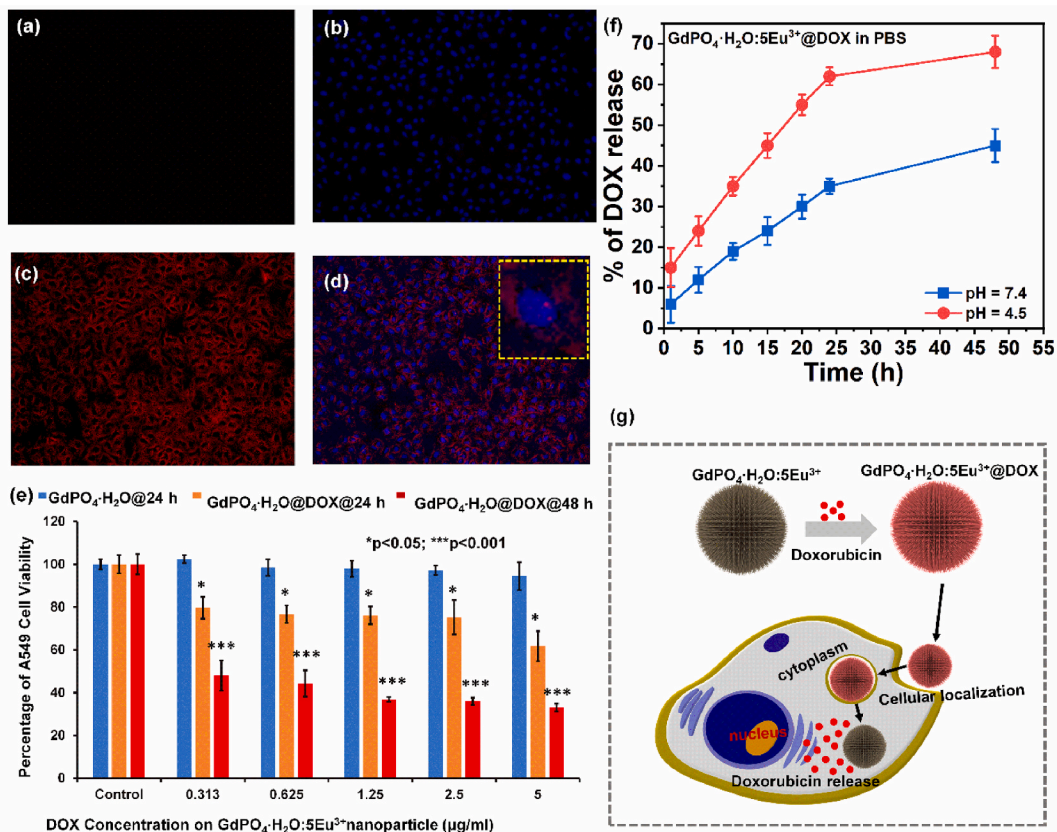 (a)
(b)
(c)
(d)
(e)
GdPO₄·H₂O@24 h GdPO₄·H₂O@DOX@24 h GdPO₄·H₂O@DOX@48 h
*p<0.05; ***p<0.001
Percentage of A549 Cell Viability
120
100
80
60
40
20
0
* * * * *
*** *** *** *** ***
Control 0.313 0.625 1.25 2.5 5
DOX Concentration on GdPO₄·H₂O:5Eu³⁺nanoparticle (µg/ml)
(f)
GdPO₄·H₂O:5Eu³⁺@DOX in PBS
% of DOX release
70
60
50
40
30
20
10
0
pH = 7.4
pH = 4.5
0 5 10 15 20 25 30 35 40 45 50 55
Time (h)
(g)
GdPO₄·H₂O:5Eu³⁺
GdPO₄·H₂O:5Eu³⁺@DOX
Doxorubicin
cytoplasm
Cellular localization
nucleus
Doxorubicin release